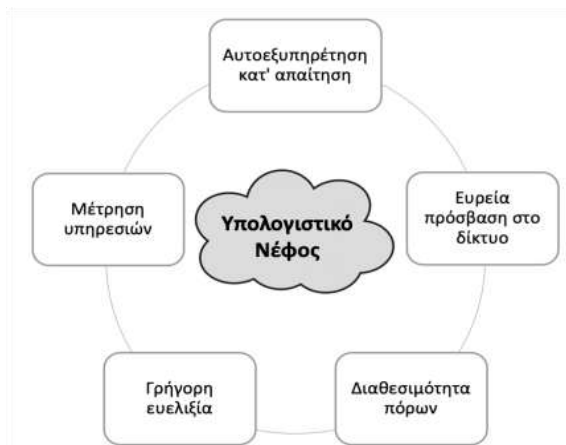 Αυτοεξυπηρέτηση
κατ' απαίτηση
Μέτρηση
υπηρεσιών
Υπολογιστικό
Νέφος
Ευρεία
πρόσβαση στο
δίκτυο
Γρήγορη
ευελιξία
Διαθεσιμότητα
πόρων